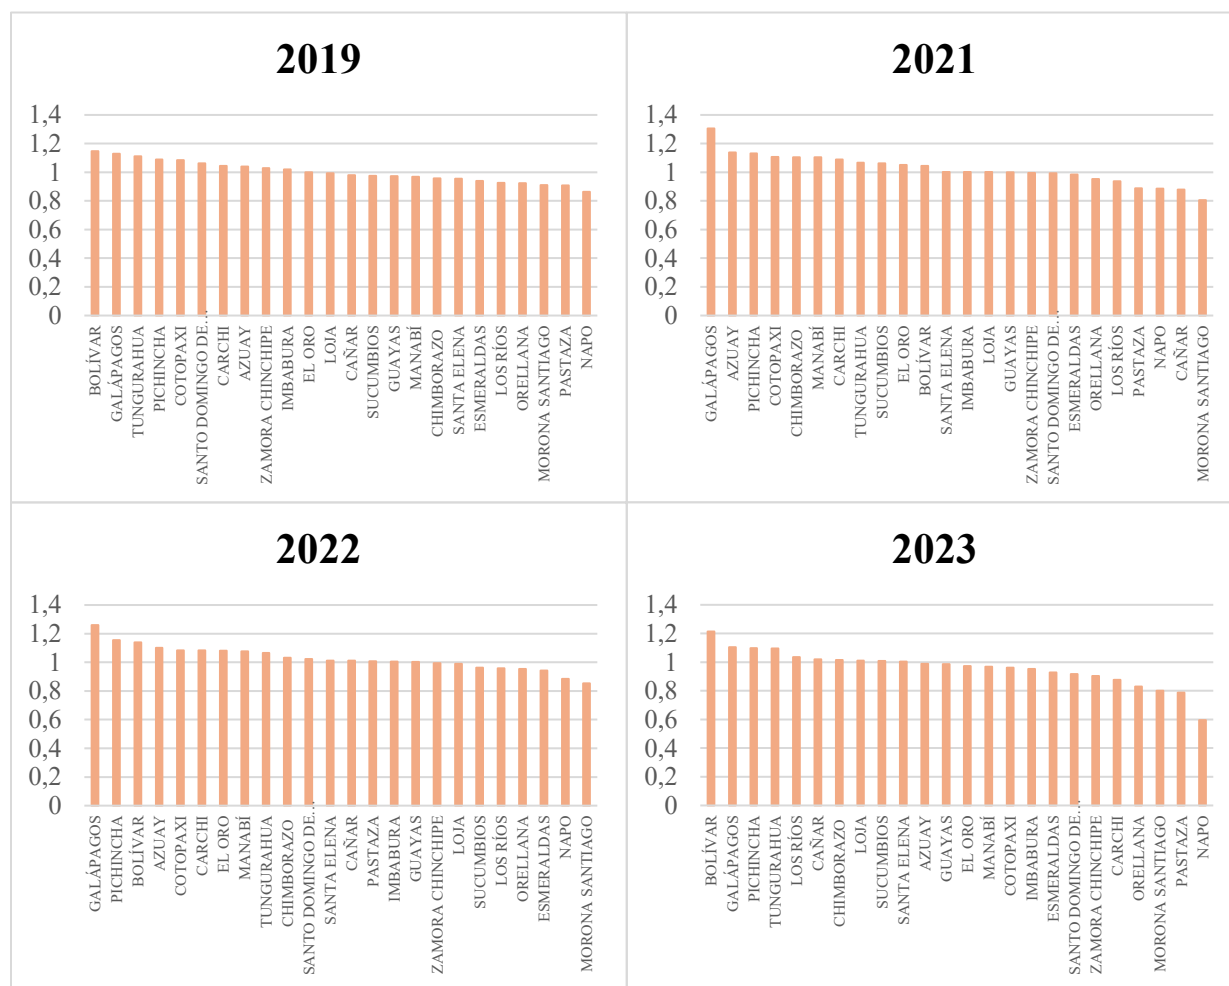 2019
1,4
1,2
1
0,8
0,6
0,4
0,2
0
BOLÍVAR
GALÁPAGOS
TUNGURAHUA
PICHINCHA
COTOPAXI
SANTO DOMINGO DE…
CARCHI
AZUAY
ZAMORA CHINCHIPE
IMBABURA
EL ORO
LOJA
CAÑAR
SUCUMBIOS
GUAYAS
MANABÍ
CHIMBORAZO
SANTA ELENA
ESMERALDAS
LOS RÍOS
ORELLANA
MORONA SANTIAGO
PASTAZA
NAPO
2021
1,4
1,2
1
0,8
0,6
0,4
0,2
0
GALÁPAGOS
AZUAY
PICHINCHA
COTOPAXI
CHIMBORAZO
MANABÍ
CARCHI
TUNGURAHUA
SUCUMBIOS
EL ORO
BOLÍVAR
SANTA ELENA
IMBABURA
LOJA
GUAYAS
ZAMORA CHINCHIPE
SANTO DOMINGO DE…
ESMERALDAS
ORELLANA
LOS RÍOS
PASTAZA
NAPO
CAÑAR
MORONA SANTIAGO
2022
1,4
1,2
1
0,8
0,6
0,4
0,2
0
GALÁPAGOS
PICHINCHA
BOLÍVAR
AZUAY
COTOPAXI
CARCHI
EL ORO
MANABÍ
TUNGURAHUA
CHIMBORAZO
SANTO DOMINGO DE…
SANTA ELENA
CAÑAR
PASTAZA
IMBABURA
GUAYAS
ZAMORA CHINCHIPE
LOJA
SUCUMBIOS
LOS RÍOS
ORELLANA
ESMERALDAS
NAPO
MORONA SANTIAGO
2023
1,4
1,2
1
0,8
0,6
0,4
0,2
0
BOLÍVAR
GALÁPAGOS
PICHINCHA
TUNGURAHUA
LOS RÍOS
CAÑAR
CHIMBORAZO
LOJA
SUCUMBIOS
SANTA ELENA
AZUAY
GUAYAS
EL ORO
MANABÍ
COTOPAXI
IMBABURA
ESMERALDAS
SANTO DOMINGO DE…
ZAMORA CHINCHIPE
CARCHI
ORELLANA
MORONA SANTIAGO
PASTAZA
NAPO